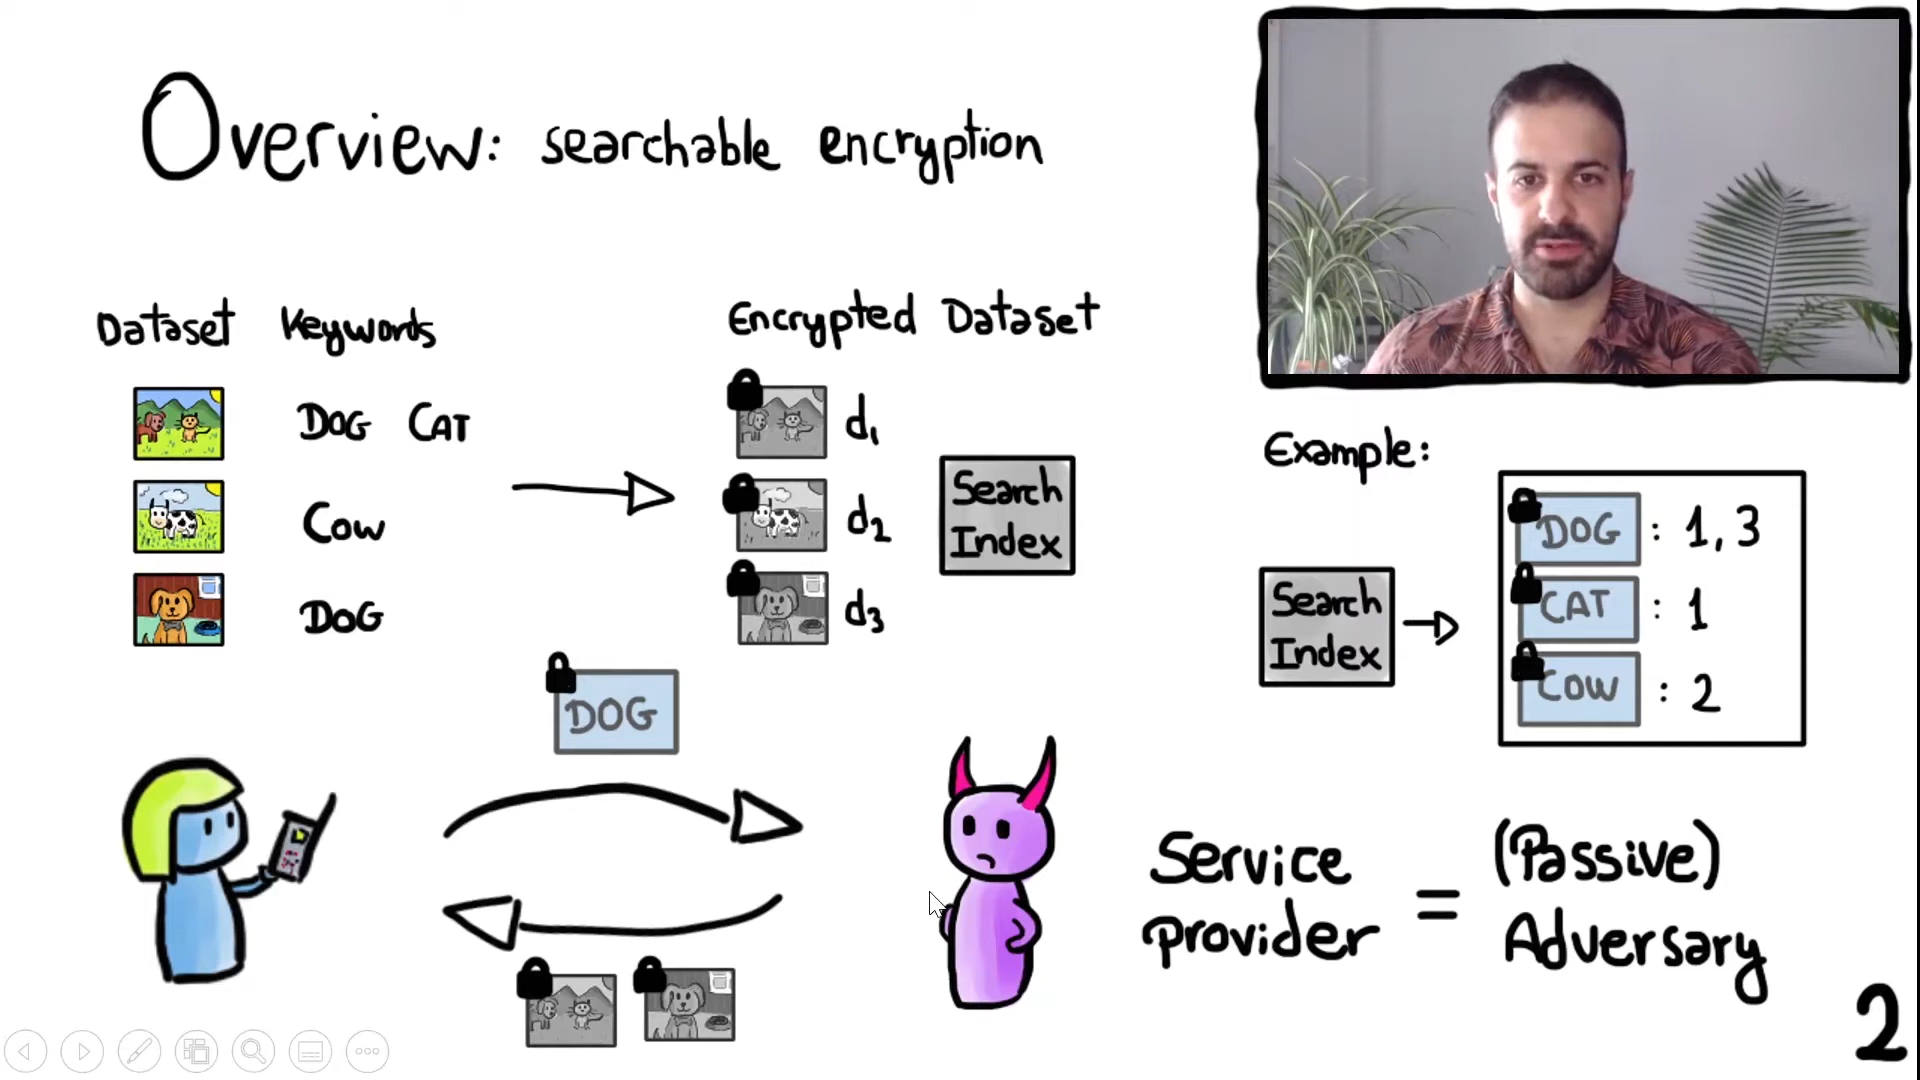 Overview: searchable encryption
Dataset Keywords
DOG CAT
Cow
DOG
Encrypted Dataset
d1
d2
d3
Search
Index
Example:
Search
Index
DOG : 1, 3
CAT : 1
COW : 2
DOG
Service
provider
=
(Passive)
Adversary
2